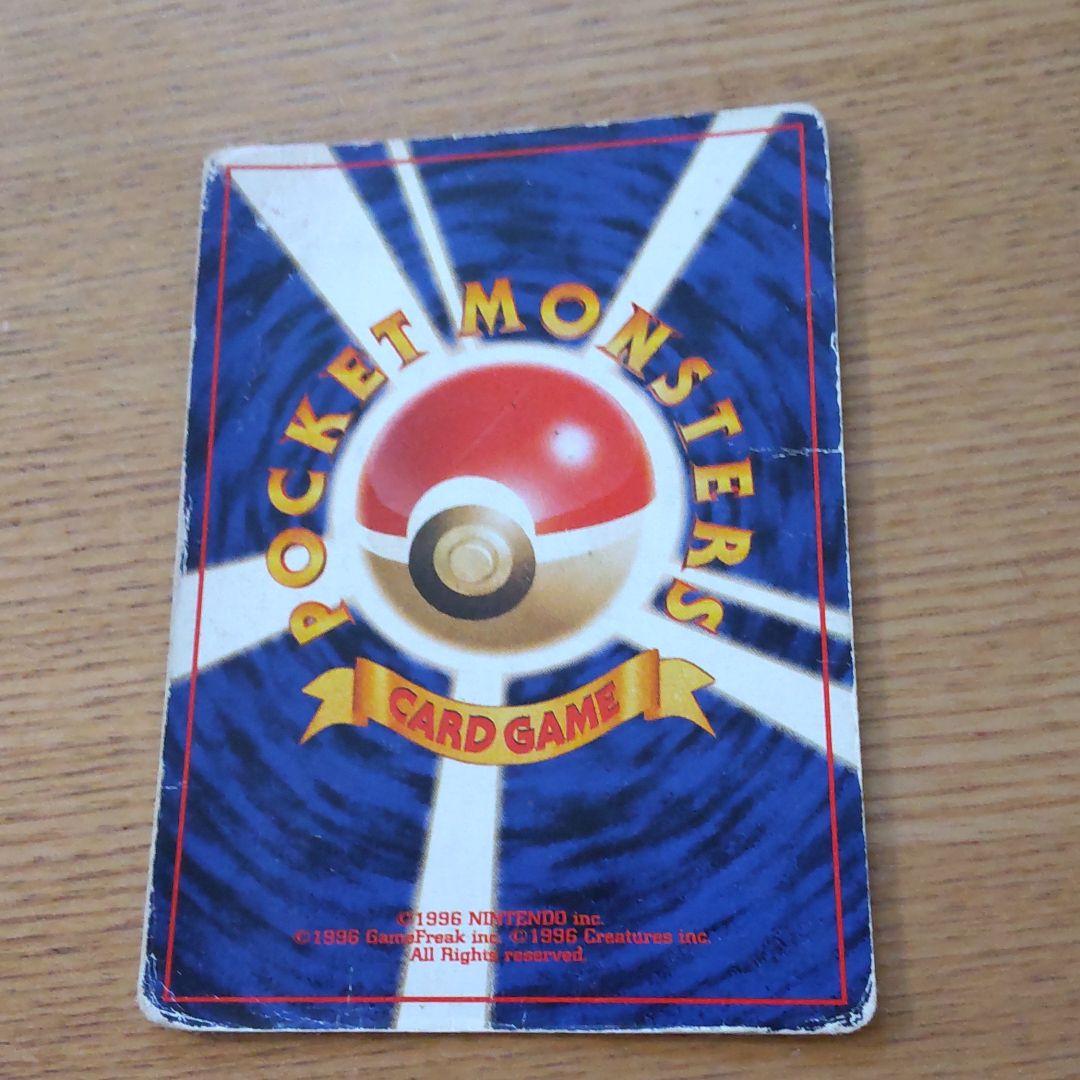 POCKET MONSTERS
CARD GAME
©1996 NINTENDO inc.
©1996 GameFreak inc. ©1996 Creatures inc.
All Rights reserved.